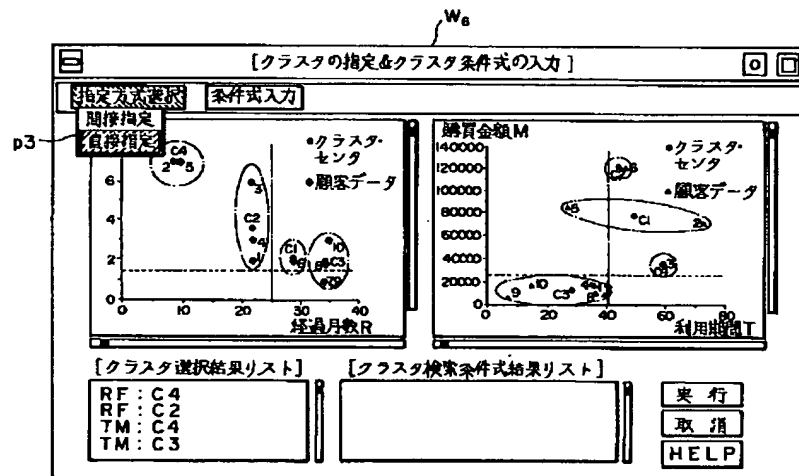 W6
[クラスタの指定&クラスタ条件式の入力]
指定方式選択 条件式入力
間接指定
p3
直接指定
クラスタ・
センタ
顧客データ
6
4
2
0
0 20 40
経過月数R
C4
2 5
3
C2
4
1
C1
6
10
8 C3
購買金額M
140000
120000
100000
80000
60000
40000
20000
0
0 20 40 60 80
利用期間T
クラスタ・
センタ
顧客データ
C1
2
9 10 C3
[クラスタ選択結果リスト] [クラスタ検索条件式結果リスト]
RF:C4
RF:C2
TM:C4
TM:C3
実行
取消
HELP